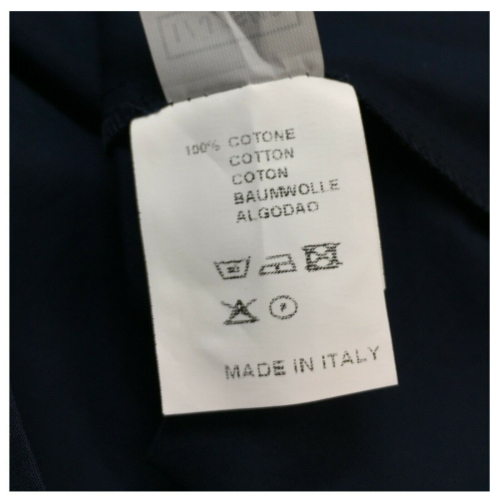 100% COTONE
COTTON
COTON
BAUMWOLLE
ALGODAO
MADE IN ITALY